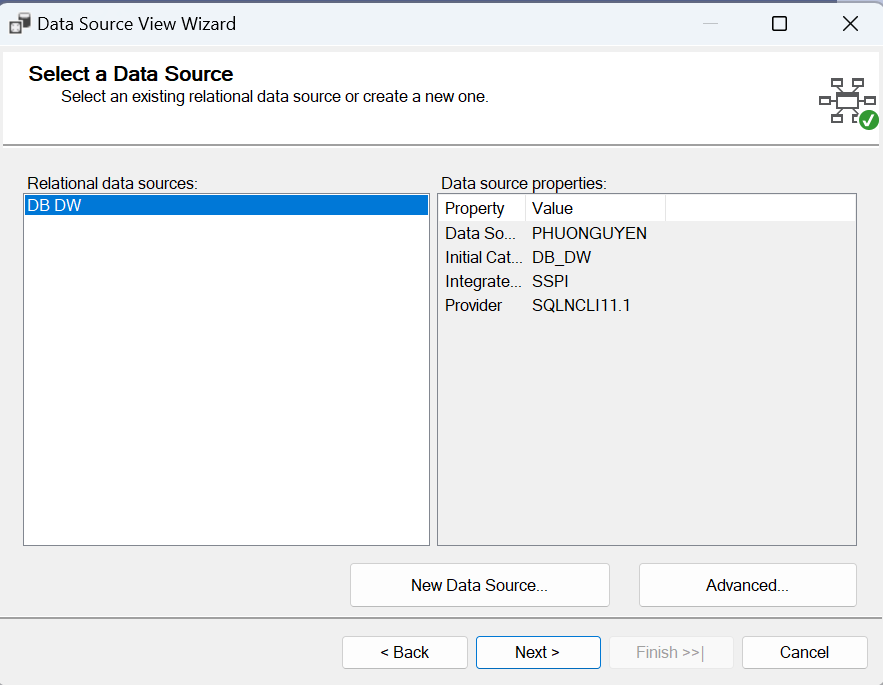 Data Source View Wizard
Select a Data Source
Select an existing relational data source or create a new one.
Relational data sources:
DB DW
Data source properties:
Property Value
Data So... PHUONGUYEN
Initial Cat... DB_DW
Integrate... SSPI
Provider SQLNCLI11.1
New Data Source... Advanced...
< Back Next > Finish >>| Cancel